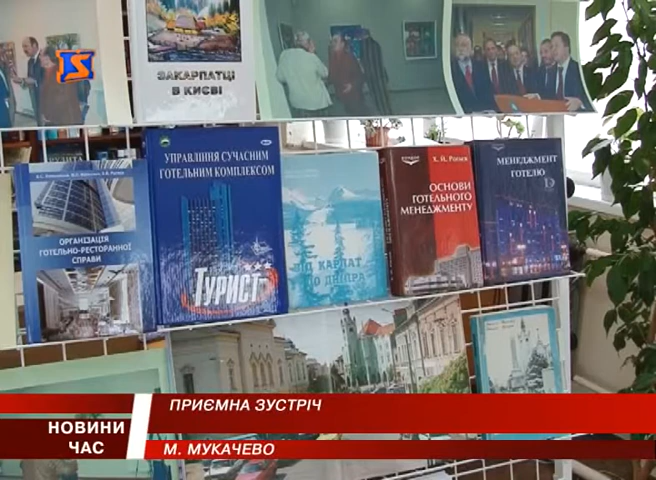 ЗАКАРПАТЦІ
В КИЄВІ
УПРАВЛІННЯ СУЧАСНИМ
ГОТЕЛЬНИМ КОМПЛЕКСОМ
ТУРИСТ
ОРГАНІЗАЦІЯ
ГОТЕЛЬНО-РЕСТОРАННОЇ
СПРАВИ
ВІД КАРПАТ
ДО ДНІПРА
Х. Й. Роглєв
ОСНОВИ
ГОТЕЛЬНОГО
МЕНЕДЖМЕНТУ
МЕНЕДЖМЕНТ
ГОТЕЛЮ
ПРИЄМНА ЗУСТРІЧ
НОВИНИ
ЧАС
М. МУКАЧЕВО